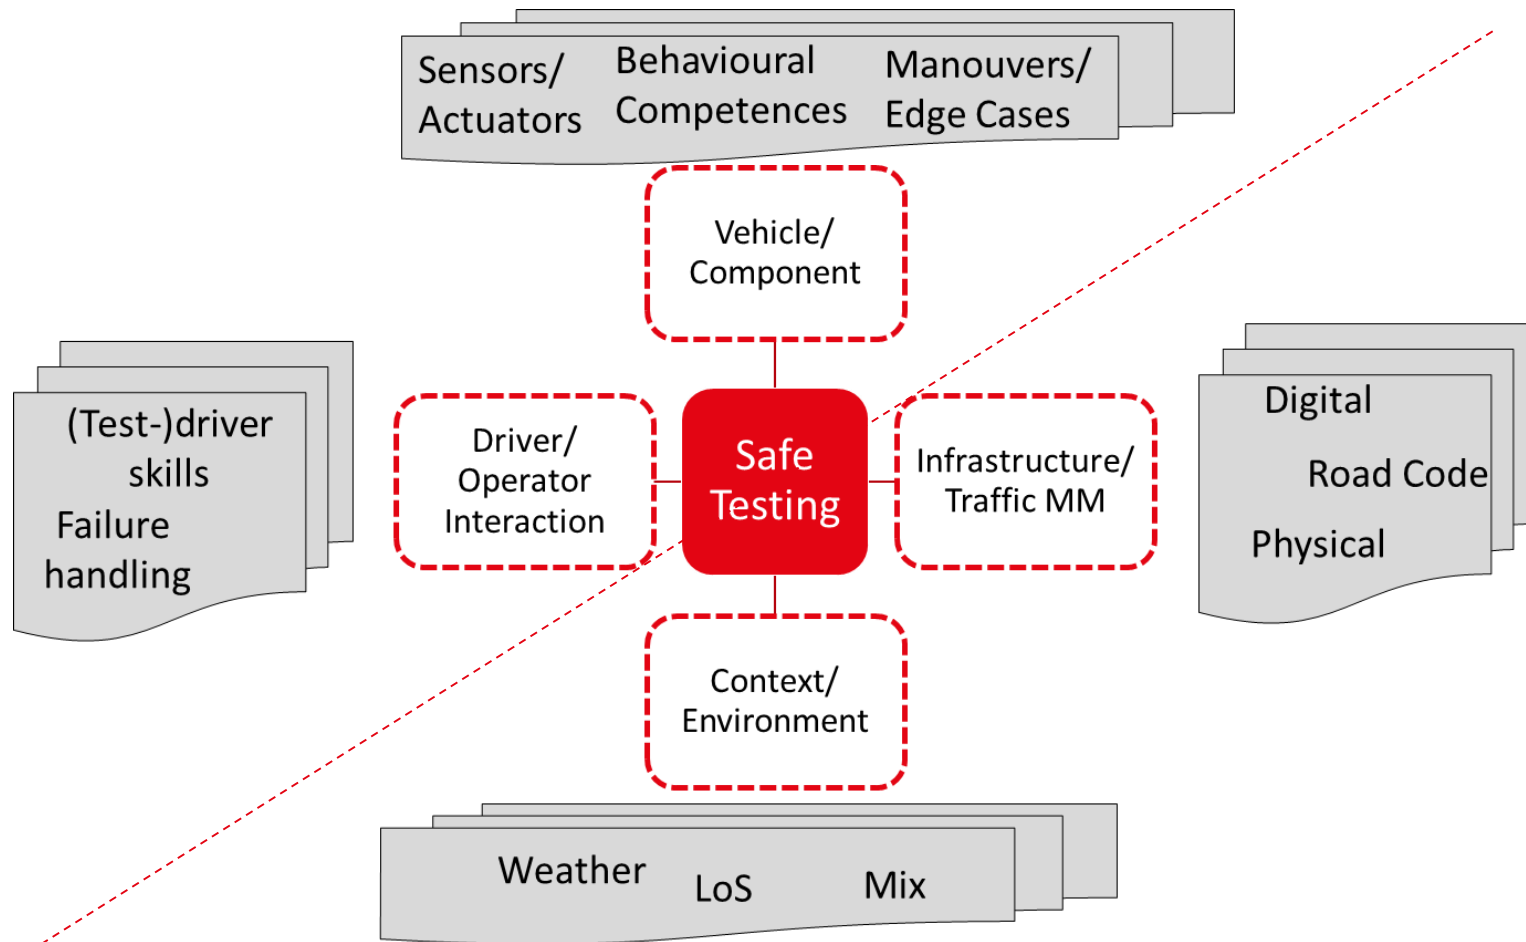 Sensors/
Actuators
Behavioural
Competences
Manouvers/
Edge Cases
Vehicle/
Component
(Test-)driver
skills
Failure
handling
Driver/
Operator
Interaction
Safe
Testing
Infrastructure/
Traffic MM
Digital
Road Code
Physical
Context/
Environment
Weather
LoS
Mix